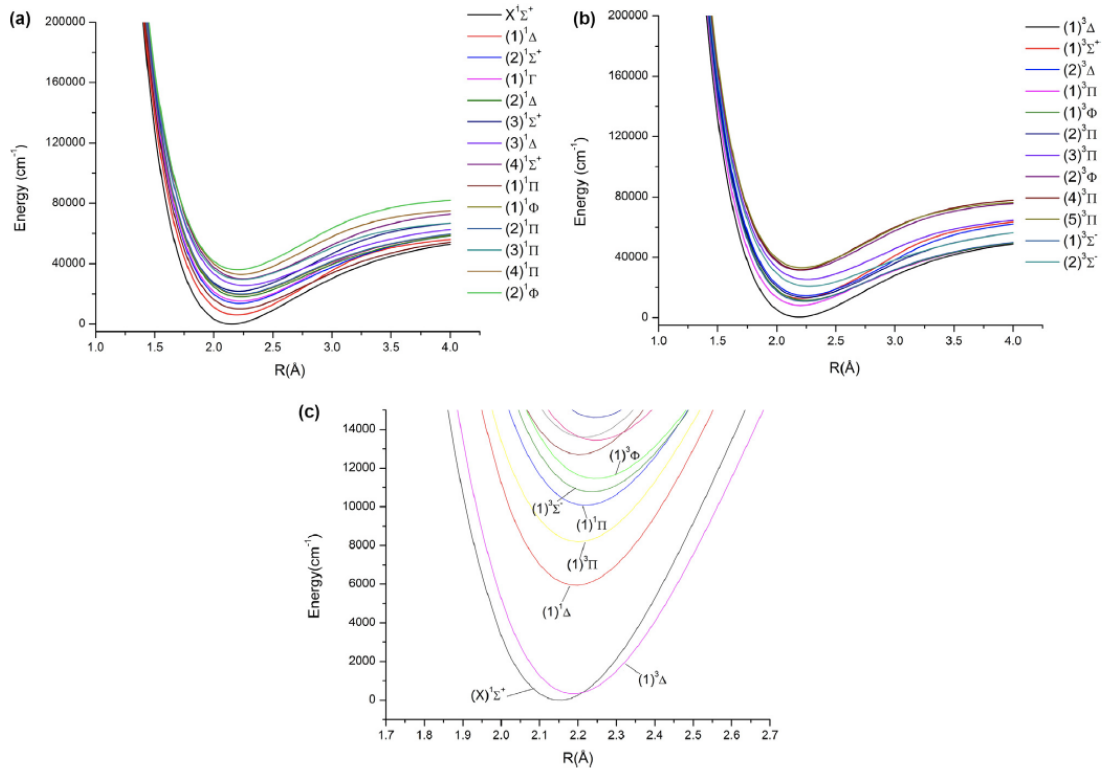 (a)
200000
160000
120000
80000
40000
0
Energy (cm⁻¹)
1.0 1.5 2.0 2.5 3.0 3.5 4.0
R(Å)
X¹Σ⁺
(1)¹Δ
(2)¹Σ⁺
(1)¹Γ
(2)¹Δ
(3)¹Σ⁺
(3)¹Δ
(4)¹Σ⁺
(1)¹Π
(1)¹Φ
(2)¹Π
(3)¹Π
(4)¹Π
(2)¹Φ
(b)
200000
160000
120000
80000
40000
0
Energy (cm⁻¹)
1.0 1.5 2.0 2.5 3.0 3.5 4.0
R(Å)
(1)³Δ
(1)³Σ⁺
(2)³Δ
(1)³Π
(1)³Φ
(2)³Π
(3)³Π
(2)³Φ
(4)³Π
(5)³Π
(1)³Σ⁻
(2)³Σ⁻
(c)
14000
12000
10000
8000
6000
4000
2000
0
Energy(cm⁻¹)
(1)³Φ
(1)³Σ⁻
(1)¹Π
(1)³Π
(1)¹Δ
(1)³Δ
(X)¹Σ⁺
1.7 1.8 1.9 2.0 2.1 2.2 2.3 2.4 2.5 2.6 2.7
R(Å)